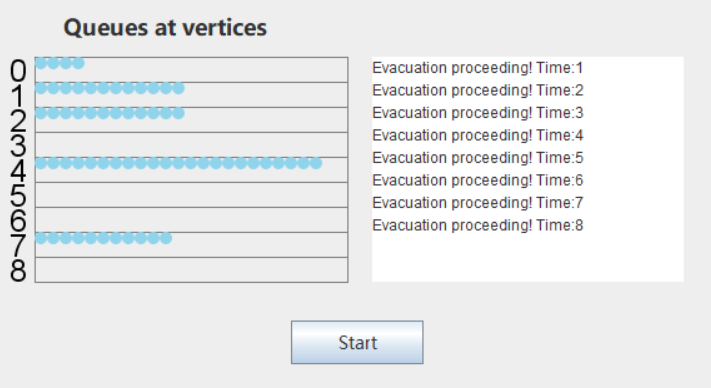 Queues at vertices
0
1
2
3
4
5
6
7
8
Evacuation proceeding! Time:1
Evacuation proceeding! Time:2
Evacuation proceeding! Time:3
Evacuation proceeding! Time:4
Evacuation proceeding! Time:5
Evacuation proceeding! Time:6
Evacuation proceeding! Time:7
Evacuation proceeding! Time:8
Start